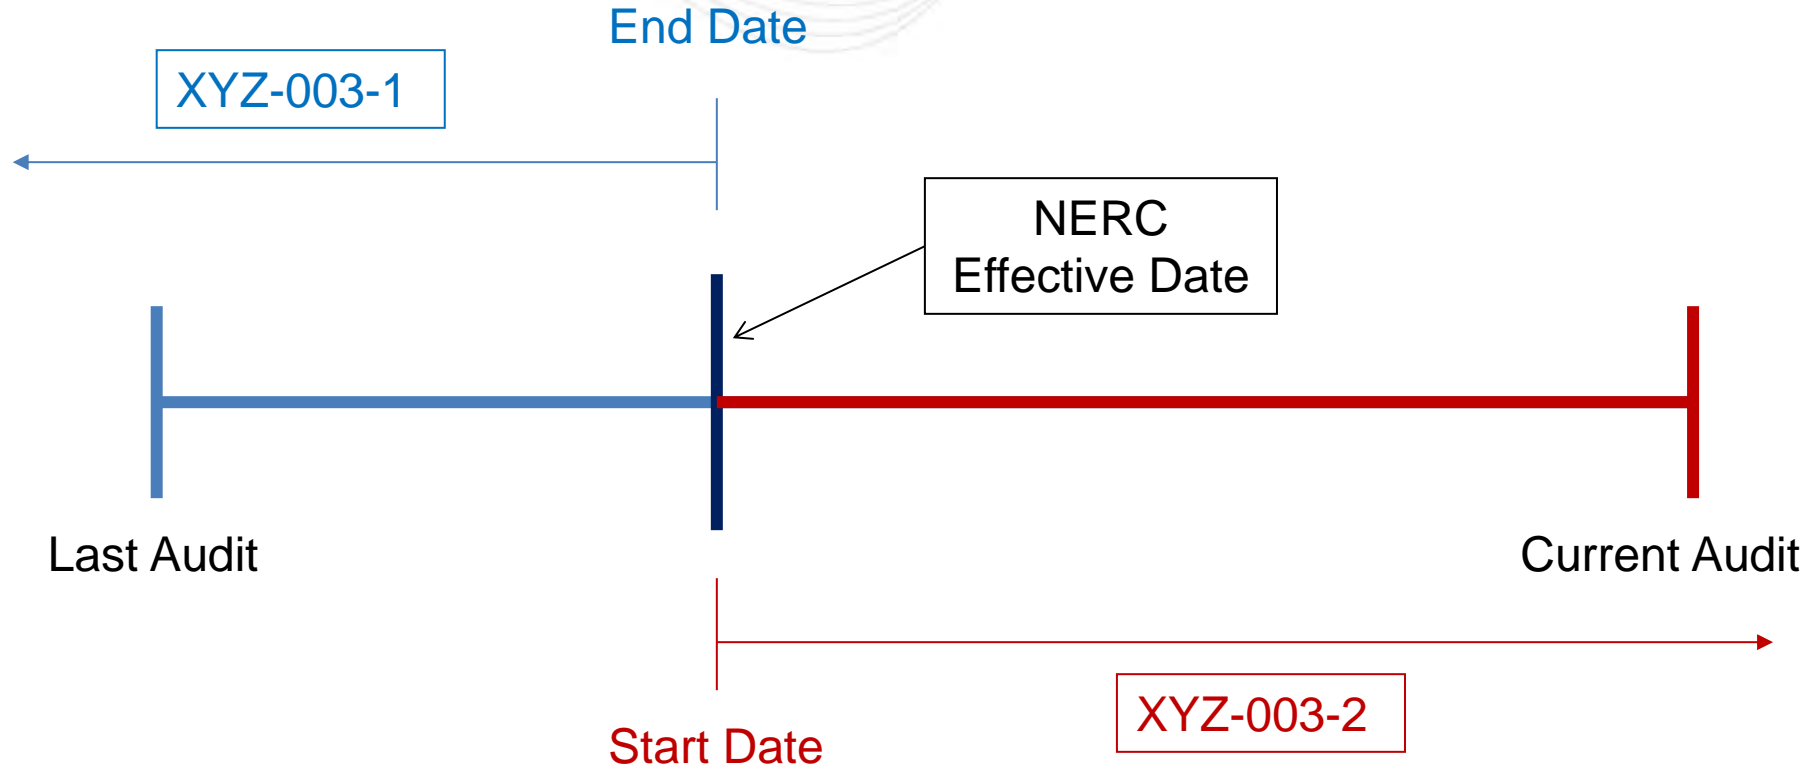 End Date
XYZ-003-1
NERC
Effective Date
Last Audit
Current Audit
XYZ-003-2
Start Date